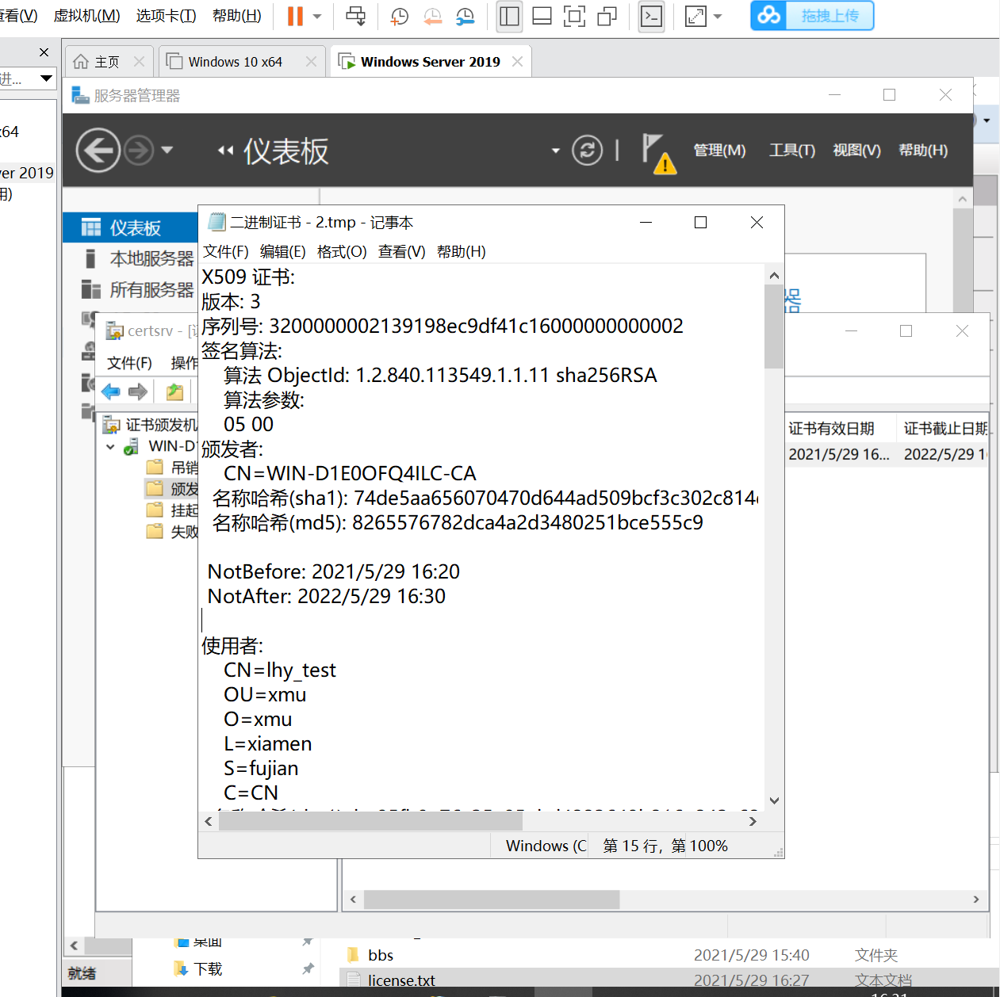 查看(V) 虚拟机(M) 选项卡(T) 帮助(H) 拖拽上传
主页 Windows 10 x64 Windows Server 2019
进...
x64
er 2019
用)
服务器管理器
仪表板 管理(M) 工具(T) 视图(V) 帮助(H)
仪表板
本地服务器
所有服务器
器
二进制证书 - 2.tmp - 记事本
文件(F) 编辑(E) 格式(O) 查看(V) 帮助(H)
X509 证书:
版本: 3
序列号: 3200000002139198ec9df41c16000000000002
签名算法:
算法 ObjectId: 1.2.840.113549.1.1.11 sha256RSA
算法参数:
05 00
颁发者:
CN=WIN-D1E0OFQ4ILC-CA
名称哈希(sha1): 74de5aa656070470d644ad509bcf3c302c814
名称哈希(md5): 8265576782dca4a2d3480251bce555c9
NotBefore: 2021/5/29 16:20
NotAfter: 2022/5/29 16:30
使用者:
CN=lhy_test
OU=xmu
O=xmu
L=xiamen
S=fujian
C=CN
Windows (C 第 15 行，第 100%
certsrv - [
文件(F) 操作
证书颁发机
WIN-D1
吊销
颁发
挂起
失败
证书有效日期 证书截止日期
2021/5/29 16... 2022/5/29 1
就绪
桌面
下载
bbs 2021/5/29 15:40 文件夹
license.txt 2021/5/29 16:27 文本文档